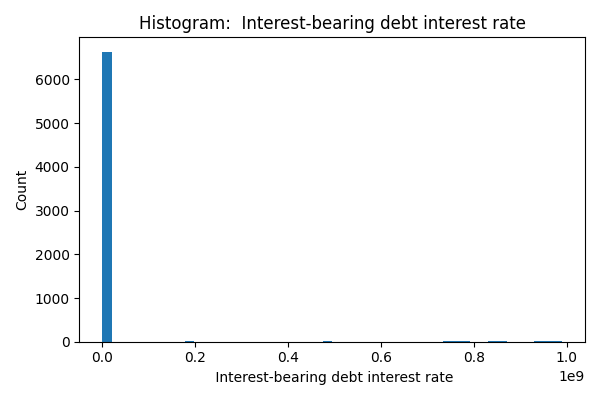 Histogram:  Interest-bearing debt interest rate
Count
6000
5000
4000
3000
2000
1000
0
0.0 0.2 0.4 0.6 0.8 1.0
1e9
Interest-bearing debt interest rate